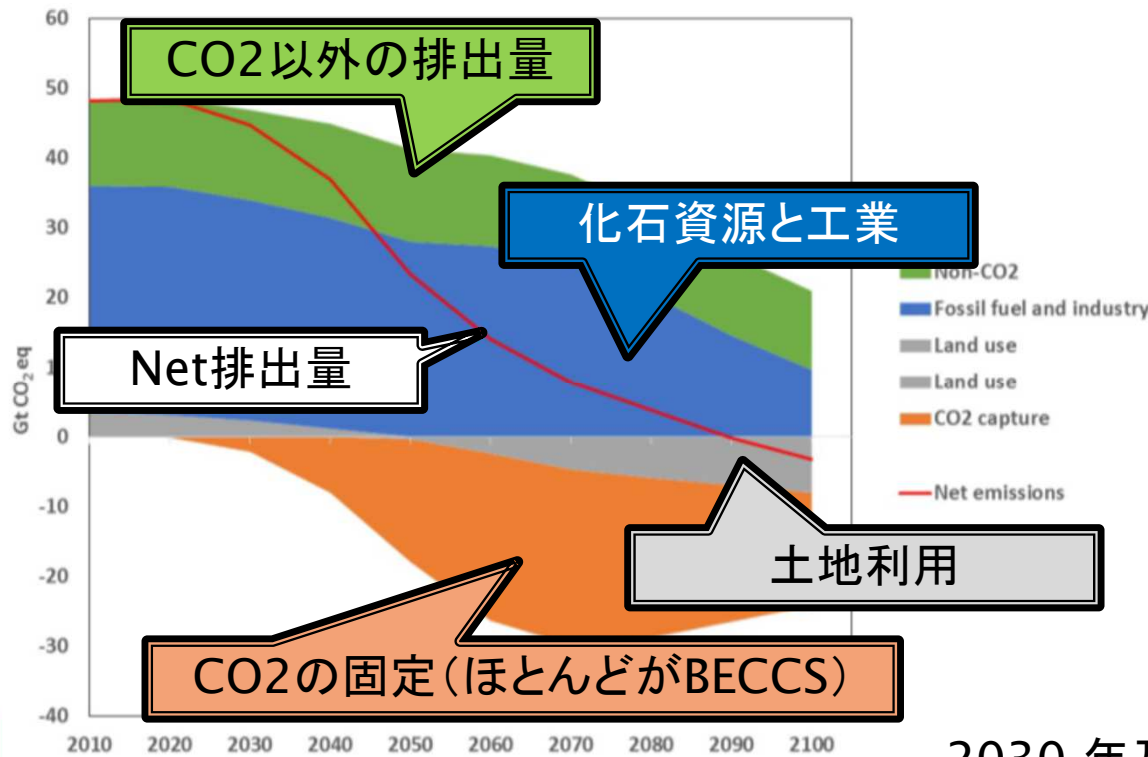 60
CO2以外の排出量
50
40
30
化石資源と工業
20
Non-CO2
Fossil fuel and industry
Net排出量
Land use
Land use
CO2 capture
Gt CO2 eq
0
Net emissions
-10
土地利用
-20
-30
CO2の固定(ほとんどがBECCS)
-40
2010 2020 2030 2040 2050 2060 2070 2080 2090 2100
2030 年